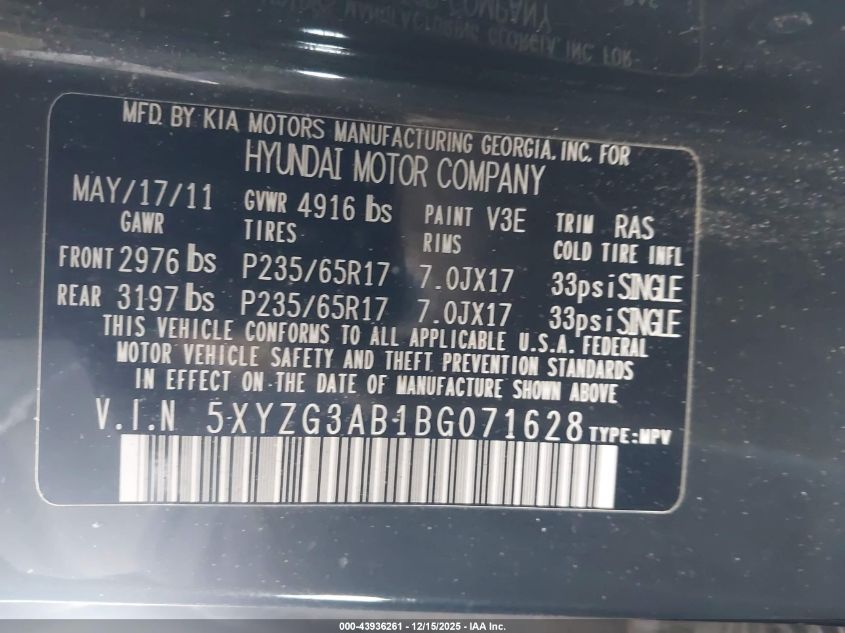 MFD. BY KIA MOTORS MANUFACTURING GEORGIA. INC. FOR
HYUNDAI MOTOR COMPANY
MAY/17/11 GVWR 4916 lbs PAINT V3E TRIM RAS
GAWR TIRES RIMS COLD TIRE INFL
FRONT 2976 lbs P235/65R17 7.0JX17 33psi SINGLE
REAR 3197 lbs P235/65R17 7.0JX17 33psi SINGLE
THIS VEHICLE CONFORMS TO ALL APPLICABLE U.S.A. FEDERAL
MOTOR VEHICLE SAFETY AND THEFT PREVENTION STANDARDS
IN EFFECT ON THE DATE OF MANUFACTURE SHOWN ABOVE
V.I.N 5XYZG3AB1BG071628 TYPE:MPV
000-43936261 - 12/15/2025 - IAA Inc.